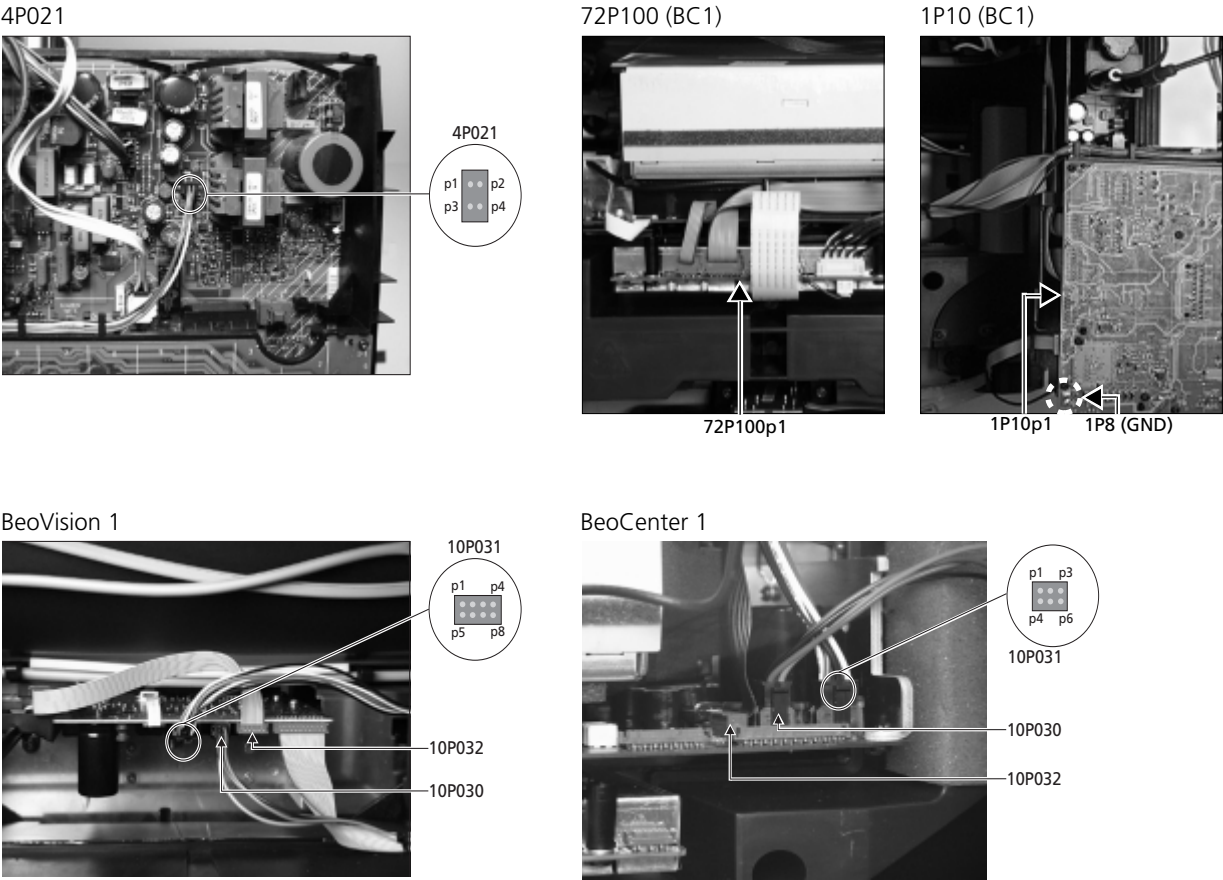 4P021
72P100 (BC1)
1P10 (BC1)
4P021
p1 p2
p3 p4
72P100p1
1P10p1
1P8 (GND)
BeoVision 1
BeoCenter 1
10P031
p1 p4
p5 p8
10P032
10P030
p1 p3
p4 p6
10P031
10P030
10P032